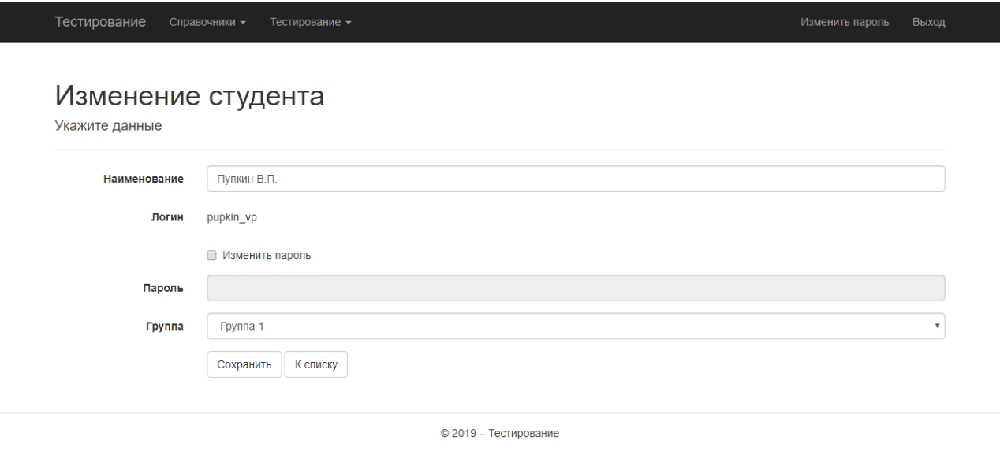 Тестирование Справочники Тестирование Изменить пароль Выход
Изменение студента
Укажите данные
Наименование Пупкин В.П.
Логин pupkin_vp
Изменить пароль
Пароль
Группа Группа 1
Сохранить К списку
© 2019 – Тестирование